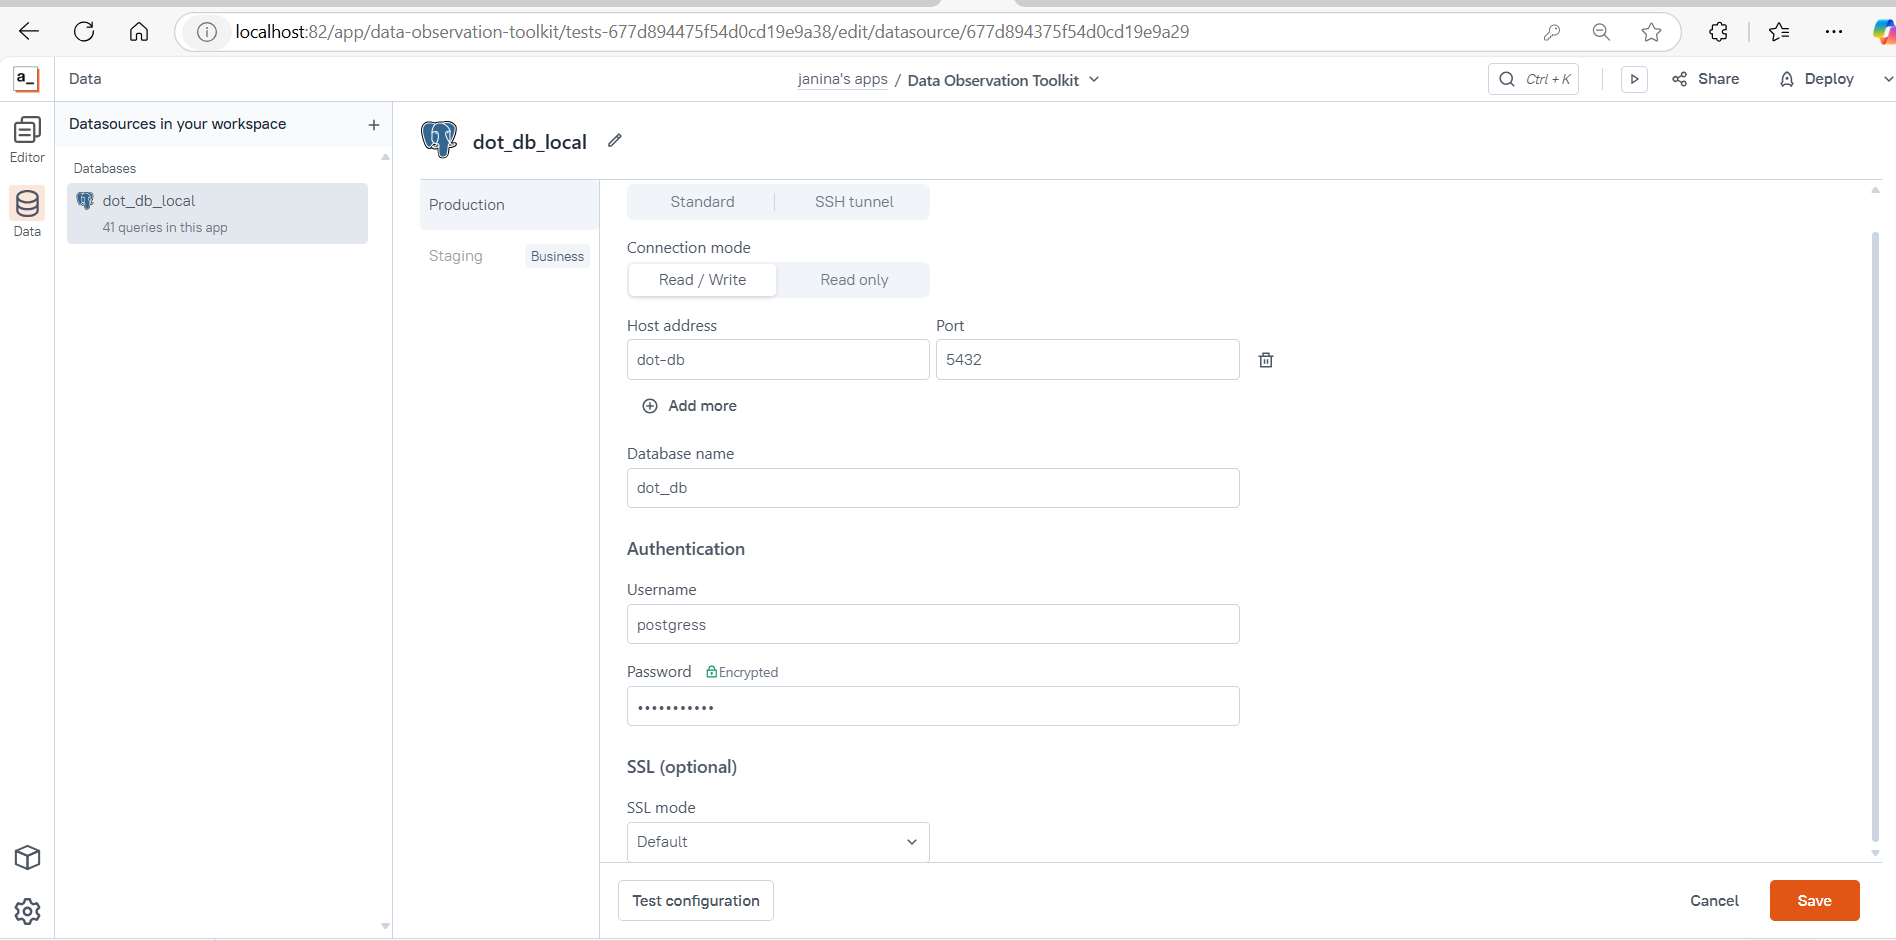 localhost:82/app/data-observation-toolkit/tests-677d894475f54d0cd19e9a38/edit/datasource/677d894375f54d0cd19e9a29
a_
Data
janina's apps / Data Observation Toolkit
Ctrl + K
Share
Deploy
Editor
Data
Datasources in your workspace
Databases
dot_db_local
41 queries in this app
dot_db_local
Production
Staging
Business
Standard
SSH tunnel
Connection mode
Read / Write
Read only
Host address
Port
dot-db
5432
Add more
Database name
dot_db
Authentication
Username
postgress
Password
Encrypted
•••••••••••
SSL (optional)
SSL mode
Default
Test configuration
Cancel
Save